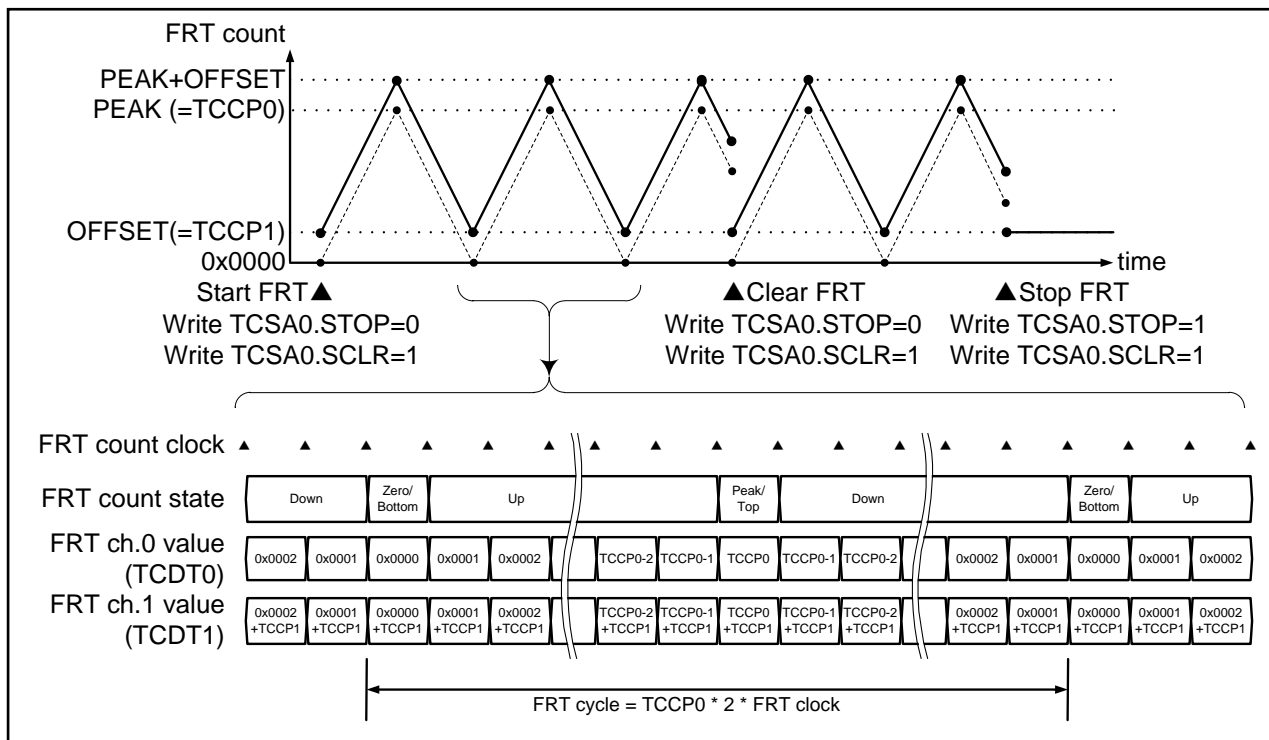 FRT count
PEAK+OFFSET
PEAK (=TCCP0)
OFFSET(=TCCP1)
0x0000
time
Start FRT▲
Write TCSA0.STOP=0
Write TCSA0.SCLR=1
▲Clear FRT
Write TCSA0.STOP=0
Write TCSA0.SCLR=1
▲Stop FRT
Write TCSA0.STOP=1
Write TCSA0.SCLR=1
FRT count clock
FRT count state
Down
Zero/
Bottom
Up
Peak/
Top
Down
Zero/
Bottom
Up
FRT ch.0 value
(TCDT0)
0x0002 0x0001 0x0000 0x0001 0x0002 TCCP0-2 TCCP0-1 TCCP0 TCCP0-1 TCCP0-2 0x0002 0x0001 0x0000 0x0001 0x0002
FRT ch.1 value
(TCDT1)
0x0002 0x0001 0x0000 0x0001 0x0002 TCCP0-2 TCCP0-1 TCCP0 TCCP0-1 TCCP0-2 0x0002 0x0001 0x0000 0x0001 0x0002
+TCCP1 +TCCP1 +TCCP1 +TCCP1 +TCCP1 +TCCP1 +TCCP1 +TCCP1 +TCCP1 +TCCP1 +TCCP1 +TCCP1 +TCCP1 +TCCP1 +TCCP1
FRT cycle = TCCP0 * 2 * FRT clock